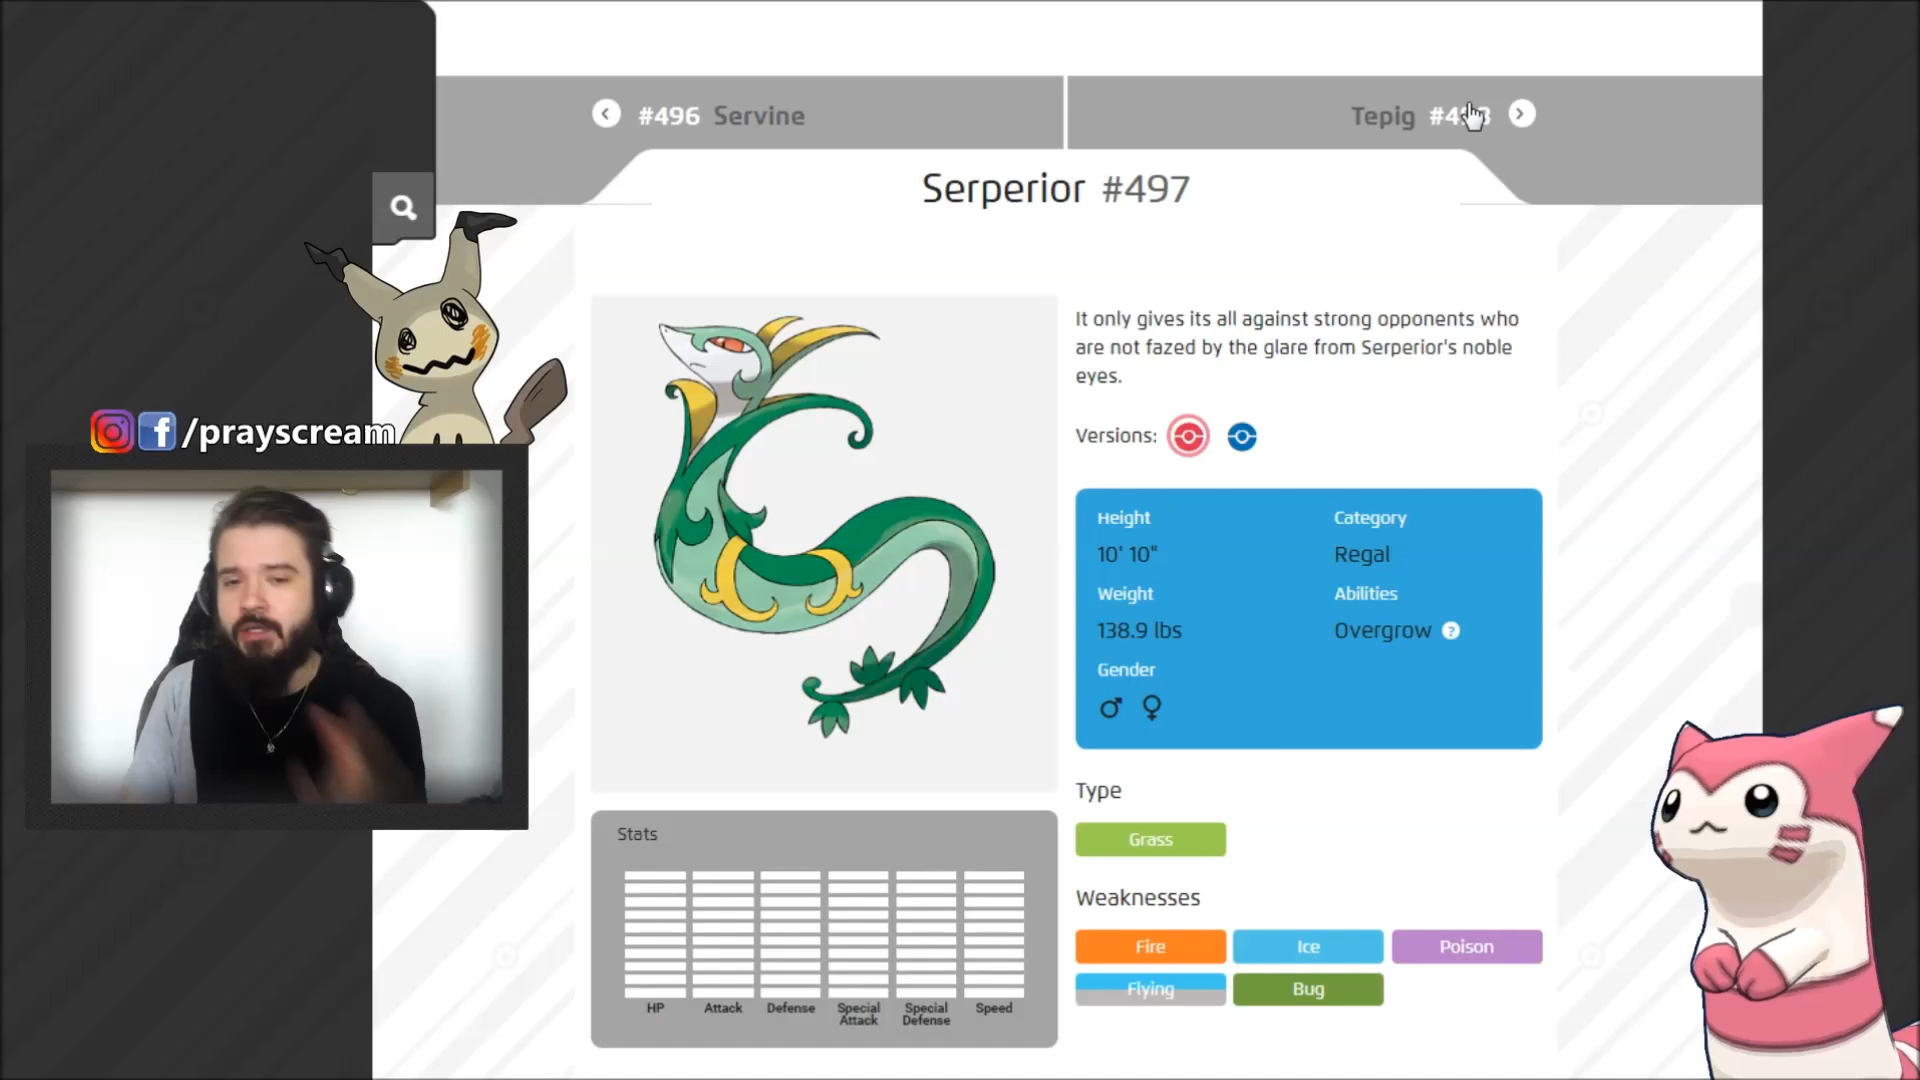 #496 Servine
Tepig
Serperior #497
It only gives its all against strong opponents who
are not fazed by the glare from Serperior's noble
eyes.
Versions:
/prayscream
Height
Category
10' 10"
Regal
Weight
Abilities
138.9 lbs
Overgrow ?
Gender
Type
Grass
Weaknesses
Fire
Ice
Poison
Flying
Bug
Stats
HP
Attack
Defense
Special
Attack
Special
Defense
Speed